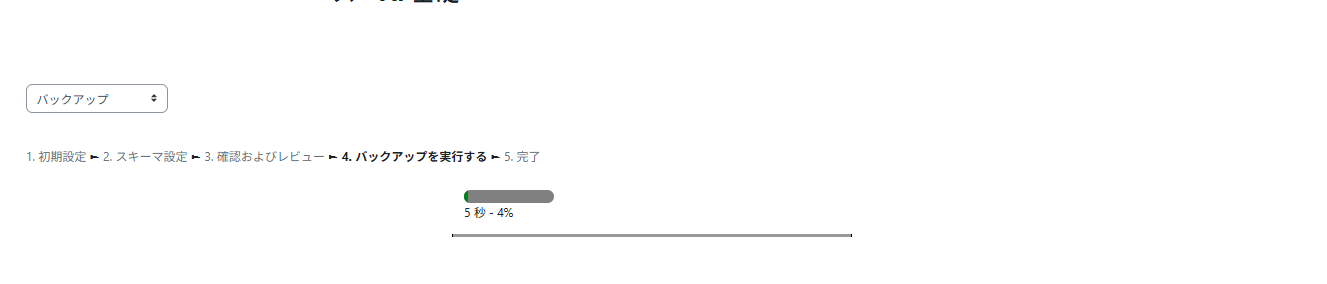 バックアップ
1. 初期設定 ► 2. スキーマ設定 ► 3. 確認およびレビュー ► 4. バックアップを実行する ► 5. 完了
5 秒 - 4%